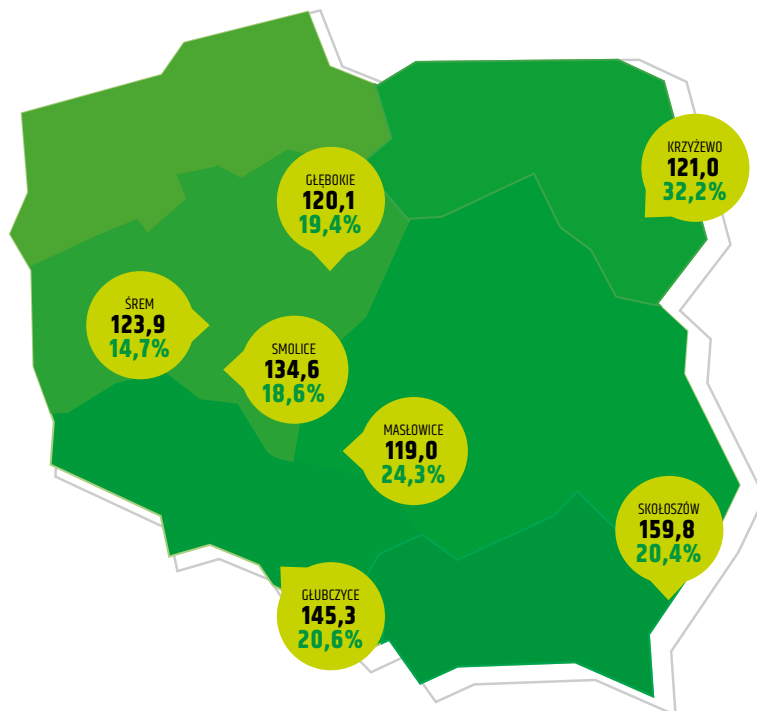 KRZYŻEWO
121,0
32,2%
GŁĘBOKIE
120,1
19,4%
ŚREM
123,9
14,7%
SMOLICE
134,6
18,6%
MASŁOWICE
119,0
24,3%
SKOŁOSZÓW
159,8
20,4%
GŁUBCZYCE
145,3
20,6%